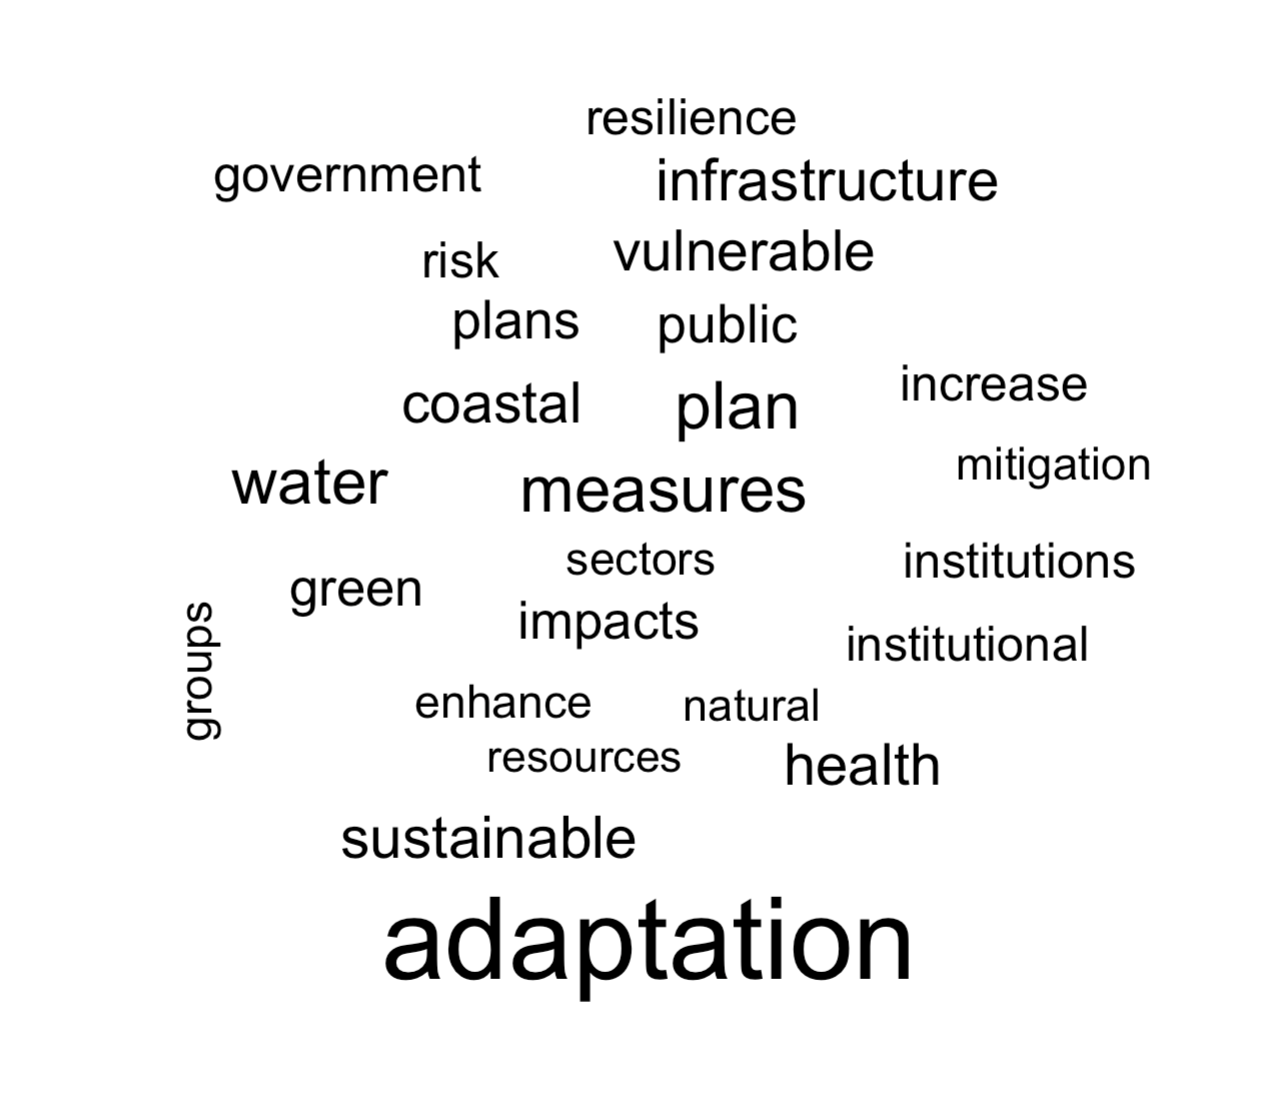 resilience
government
infrastructure
vulnerable
risk
plans
public
increase
coastal
plan
mitigation
water
measures
sectors
institutions
green
impacts
institutional
groups
enhance
natural
resources
health
sustainable
adaptation